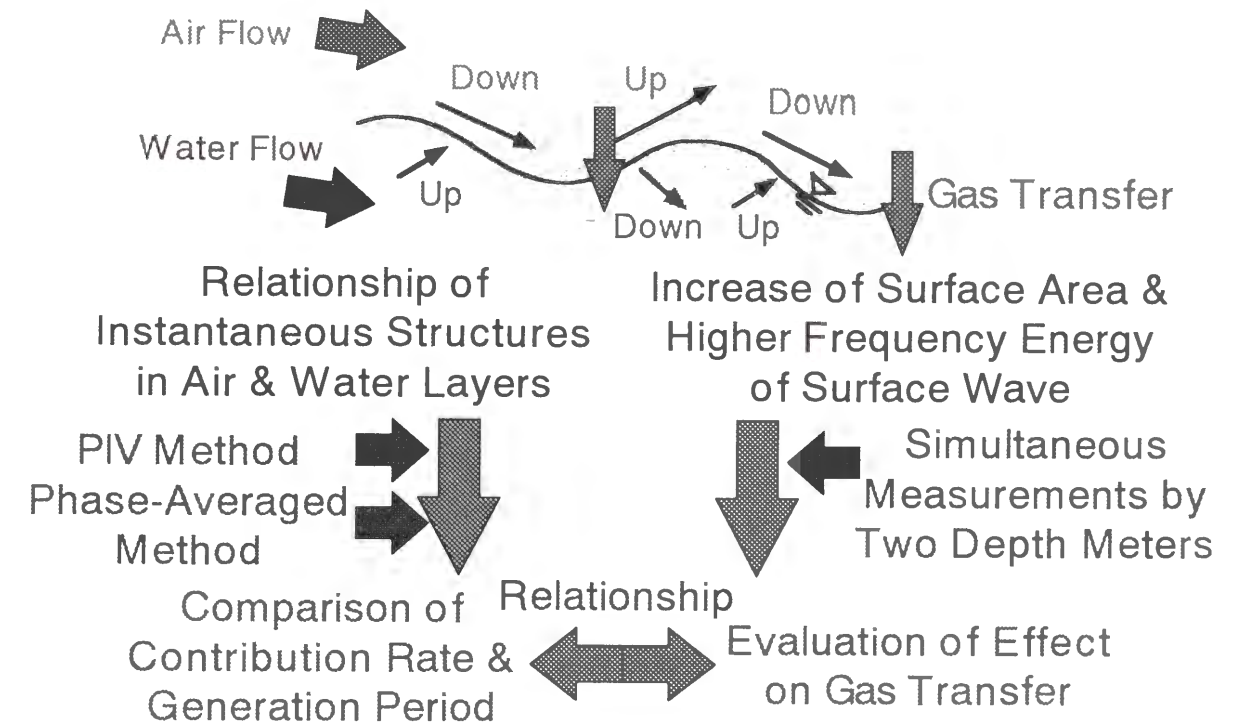 Air Flow
Down
Up
Down
Water Flow
Up
Down
Up
Gas Transfer
Relationship of
Instantaneous Structures
in Air & Water Layers
Increase of Surface Area &
Higher Frequency Energy
of Surface Wave
PIV Method
Phase-Averaged
Method
Simultaneous
Measurements by
Two Depth Meters
Relationship
Comparison of
Contribution Rate &
Generation Period
Evaluation of Effect
on Gas Transfer